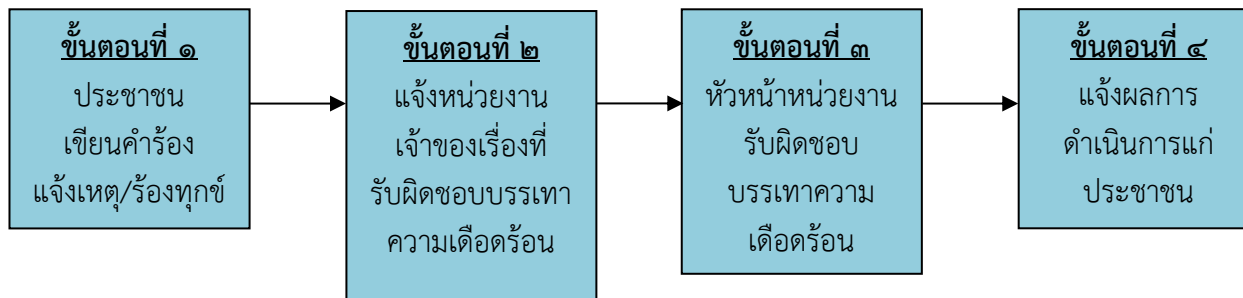 ขั้นตอนที่ ๑
ประชาชน
เขียนคำร้อง
แจ้งเหตุ/ร้องทุกข์
ขั้นตอนที่ ๒
แจ้งหน่วยงาน
เจ้าของเรื่องที่
รับผิดชอบบรรเทา
ความเดือดร้อน
ขั้นตอนที่ ๓
หัวหน้าหน่วยงาน
รับผิดชอบ
บรรเทาความ
เดือดร้อน
ขั้นตอนที่ ๔
แจ้งผลการ
ดำเนินการแก่
ประชาชน